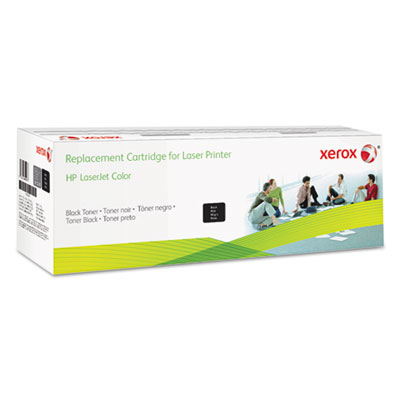 xerox
Replacement Cartridge for Laser Printer
HP LaserJet Color
Black Toner • Toner noir • Tóner negro •
Toner Black • Toner preto
xerox